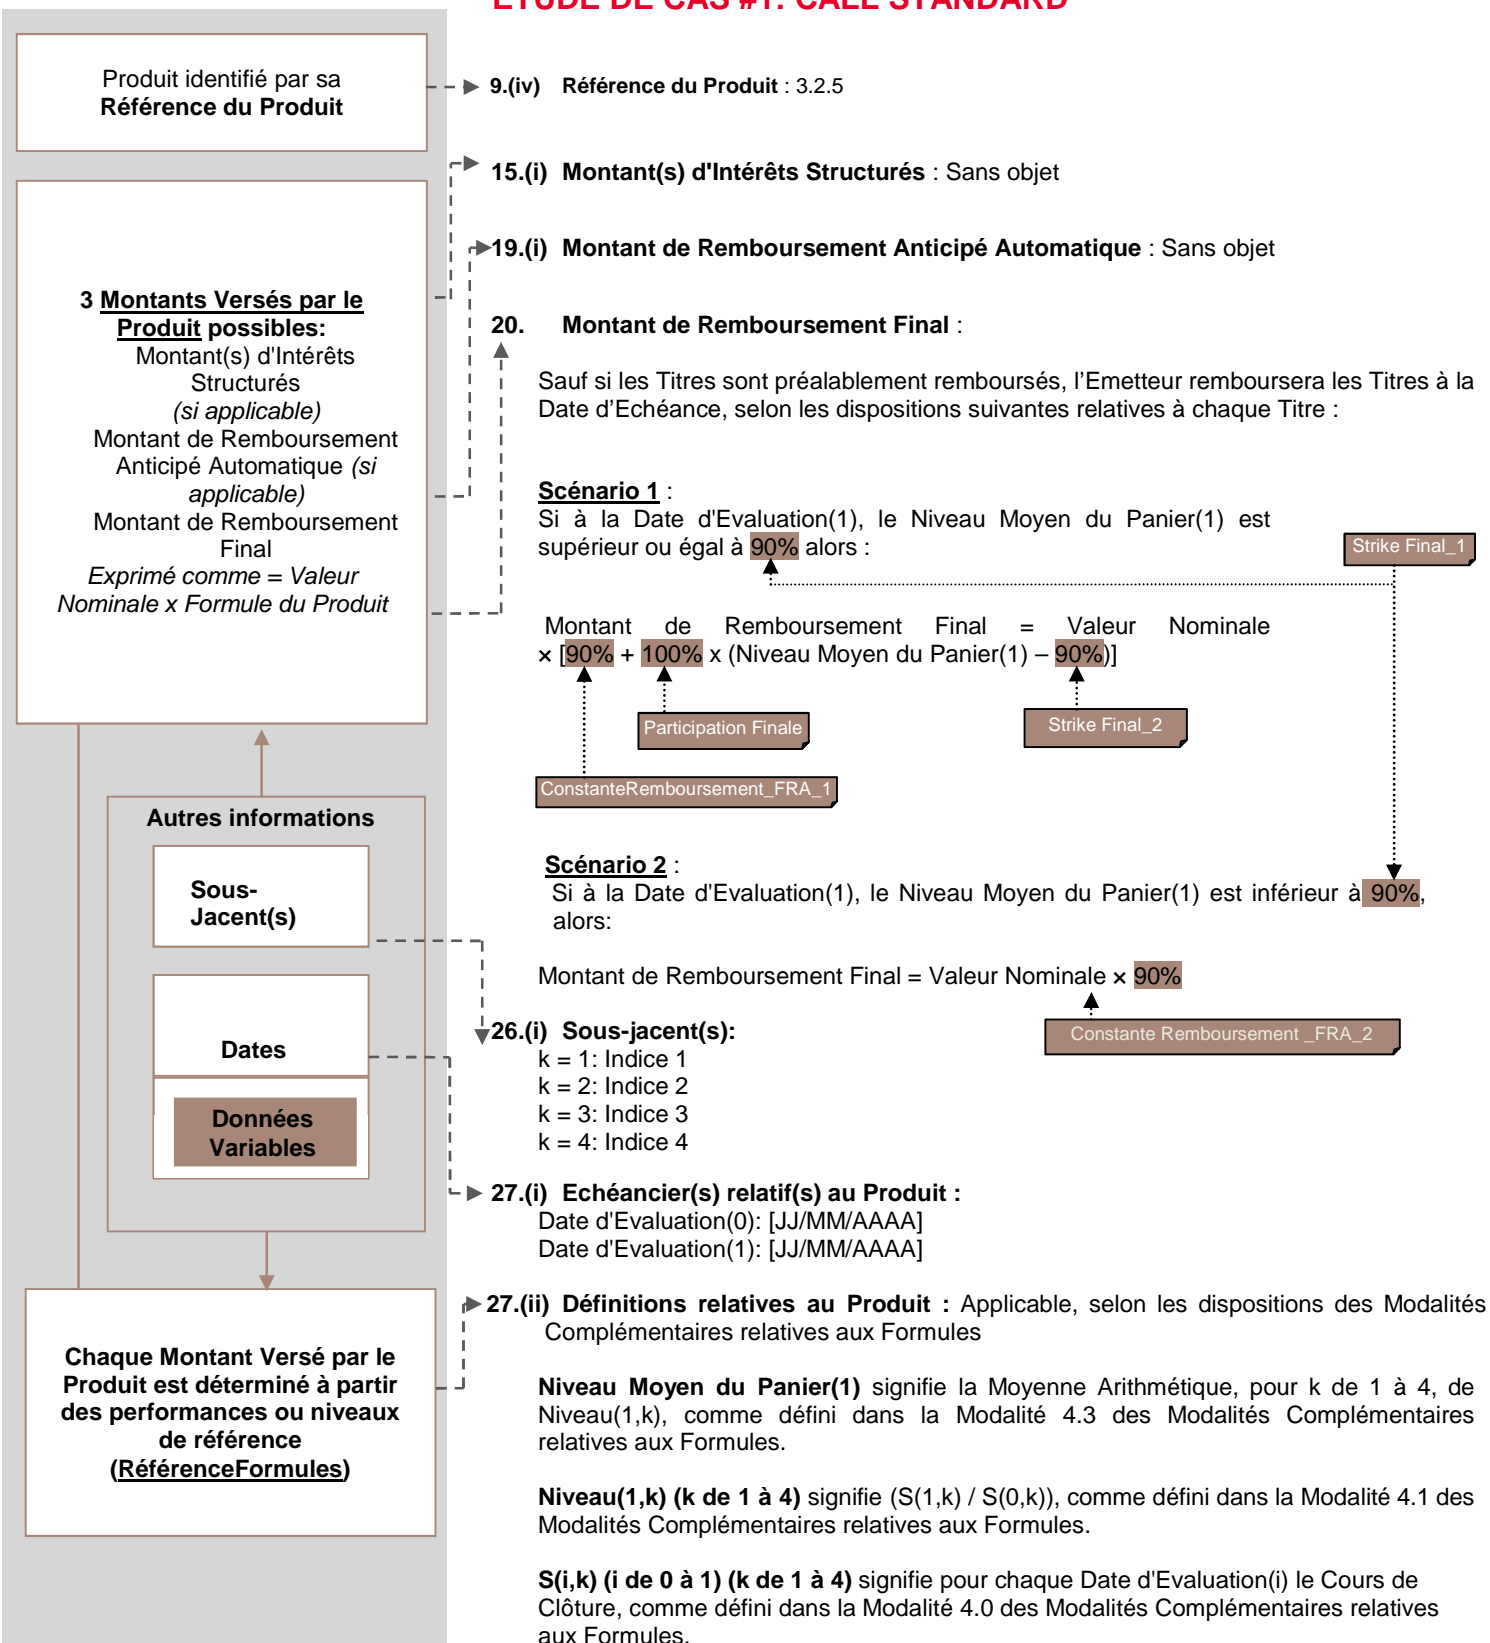 ETUDE DE CAS #1: CALL STANDARD
Produit identifié par sa
Référence du Produit
9.(iv) Référence du Produit : 3.2.5
15.(i) Montant(s) d'Intérêts Structurés : Sans objet
19.(i) Montant de Remboursement Anticipé Automatique : Sans objet
3 Montants Versés par le
Produit possibles:
Montant(s) d'Intérêts
Structurés
(si applicable)
Montant de Remboursement
Anticipé Automatique (si
applicable)
Montant de Remboursement
Final
Exprimé comme = Valeur
Nominale x Formule du Produit
20. Montant de Remboursement Final :
Sauf si les Titres sont préalablement remboursés, l’Emetteur remboursera les Titres à la
Date d’Echéance, selon les dispositions suivantes relatives à chaque Titre :
Scénario 1 :
Si à la Date d'Evaluation(1), le Niveau Moyen du Panier(1) est
supérieur ou égal à 90% alors :
Strike Final_1
Montant de Remboursement Final = Valeur Nominale
× [90% + 100% x (Niveau Moyen du Panier(1) – 90%)]
Participation Finale
Strike Final_2
ConstanteRemboursement_FRA_1
Autres informations
Sous-
Jacent(s)
Dates
Données
Variables
Scénario 2 :
Si à la Date d'Evaluation(1), le Niveau Moyen du Panier(1) est inférieur à 90%,
alors:
Montant de Remboursement Final = Valeur Nominale × 90%
Constante Remboursement _FRA_2
26.(i) Sous-jacent(s):
k = 1: Indice 1
k = 2: Indice 2
k = 3: Indice 3
k = 4: Indice 4
27.(i) Echéancier(s) relatif(s) au Produit :
Date d'Evaluation(0): [JJ/MM/AAAA]
Date d'Evaluation(1): [JJ/MM/AAAA]
Chaque Montant Versé par le
Produit est déterminé à partir
des performances ou niveaux
de référence
(RéférenceFormules)
27.(ii) Définitions relatives au Produit : Applicable, selon les dispositions des Modalités
Complémentaires relatives aux Formules
Niveau Moyen du Panier(1) signifie la Moyenne Arithmétique, pour k de 1 à 4, de
Niveau(1,k), comme défini dans la Modalité 4.3 des Modalités Complémentaires
relatives aux Formules.
Niveau(1,k) (k de 1 à 4) signifie (S(1,k) / S(0,k)), comme défini dans la Modalité 4.1 des
Modalités Complémentaires relatives aux Formules.
S(i,k) (i de 0 à 1) (k de 1 à 4) signifie pour chaque Date d'Evaluation(i) le Cours de
Clôture, comme défini dans la Modalité 4.0 des Modalités Complémentaires relatives
aux Formules.